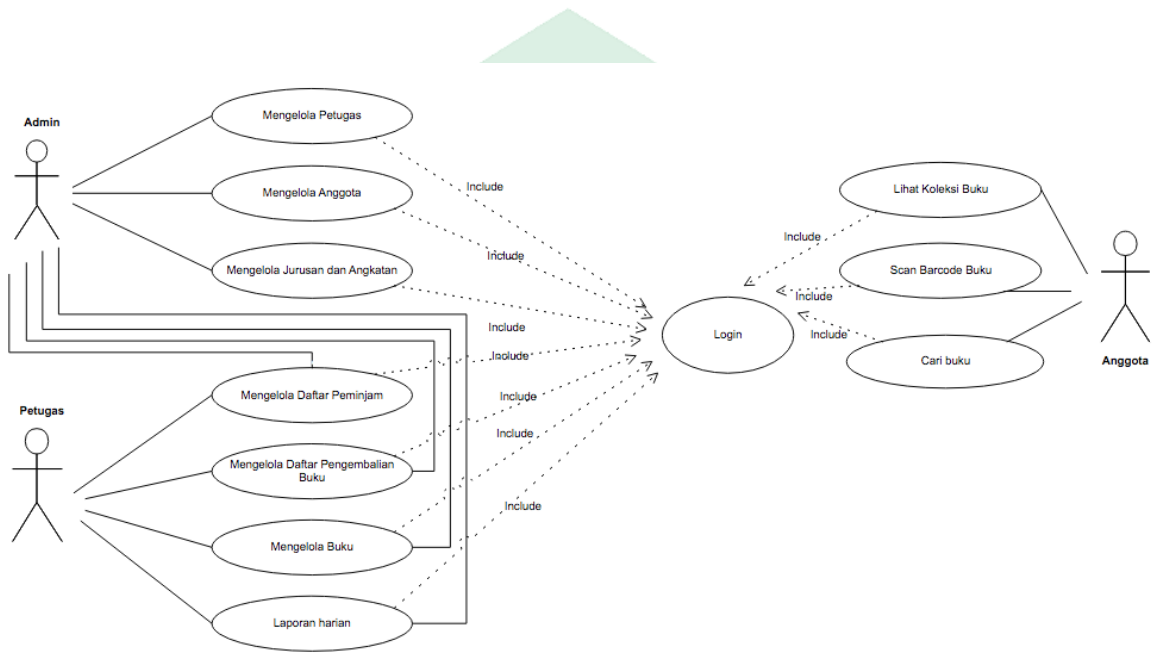 Admin
Mengelola Petugas
Include
Mengelola Anggota
Include
Mengelola Jurusan dan Angkatan
Include
Include
Mengelola Daftar Peminjam
Petugas
Include
Mengelola Daftar Pengembalian
Buku
Include
Mengelola Buku
Include
Laporan harian
Login
Lihat Koleksi Buku
Include
Scan Barcode Buku
Include
Include
Cari buku
Anggota